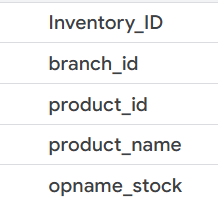 Inventory_ID
branch_id
product_id
product_name
opname_stock